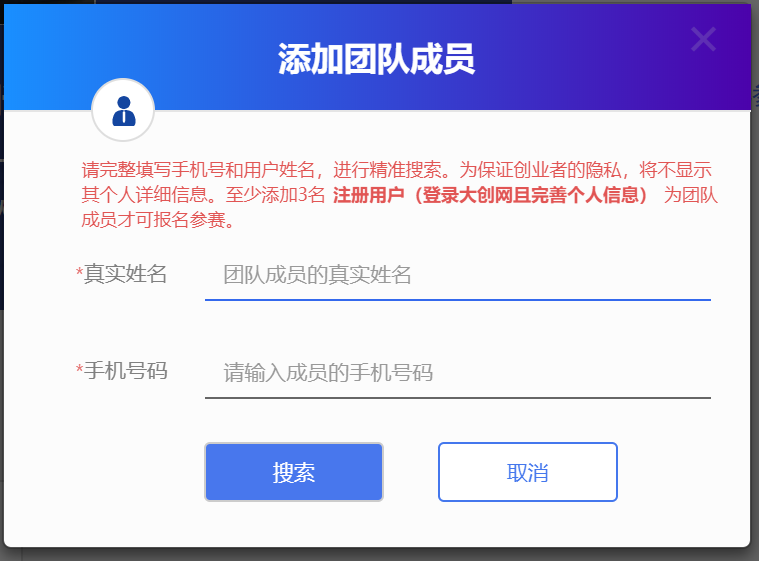 添加团队成员
请完整填写手机号和用户姓名，进行精准搜索。为保证创业者的隐私，将不显示
其个人详细信息。至少添加3名 注册用户（登录大创网且完善个人信息） 为团队
成员才可报名参赛。
*真实姓名 团队成员的真实姓名
*手机号码 请输入成员的手机号码
搜索 取消